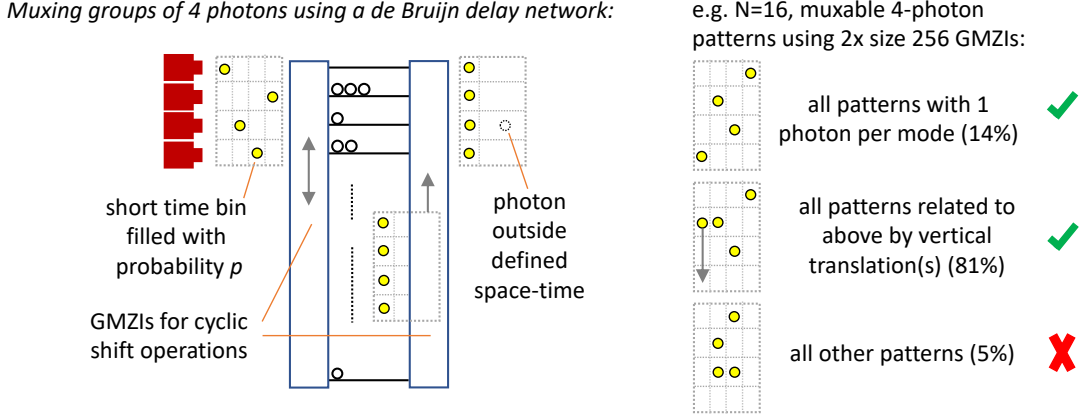 Muxing groups of 4 photons using a de Bruijn delay network:
short time bin
filled with
probability p
GMZIs for cyclic
shift operations
photon
outside
defined
space-time
e.g. N=16, muxable 4-photon
patterns using 2x size 256 GMZIs:
all patterns with 1
photon per mode (14%)
all patterns related to
above by vertical
translation(s) (81%)
all other patterns (5%)